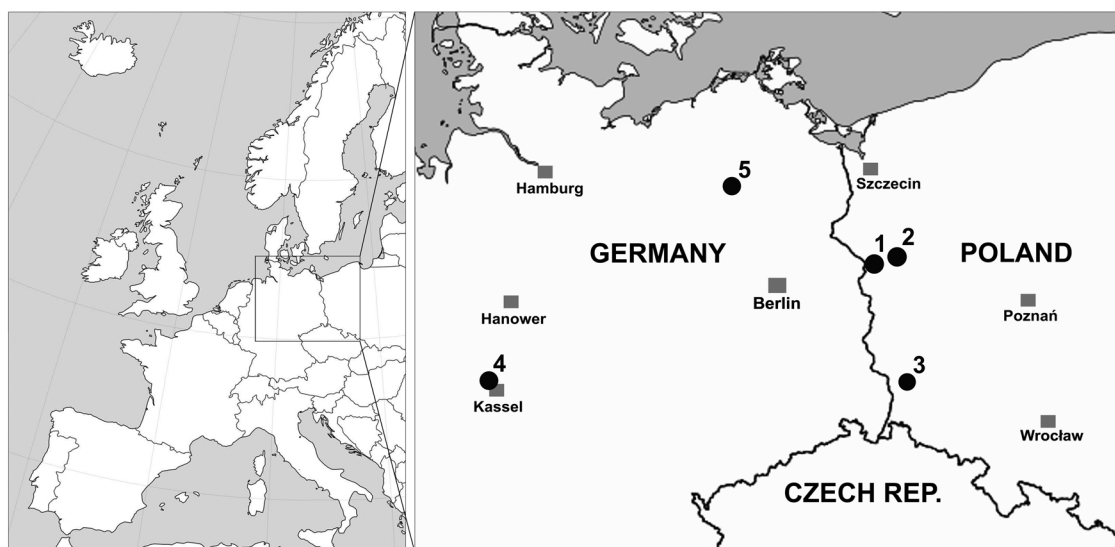 5
Hamburg
Szczecin
1
2
GERMANY
POLAND
Berlin
Hanower
Poznań
4
3
Kassel
Wrocław
CZECH REP.